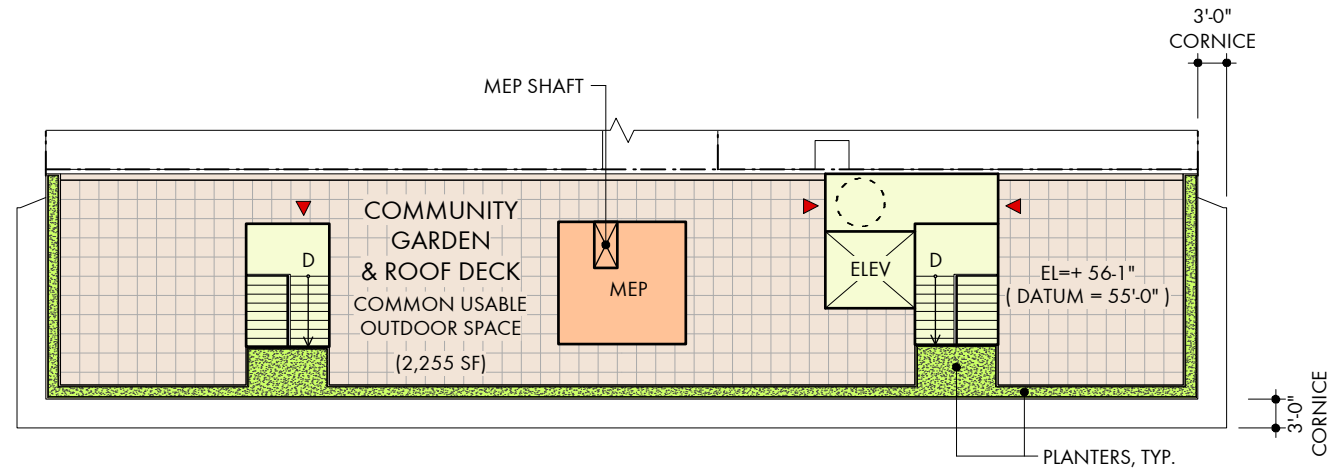 3'-0"
CORNICE
MEP SHAFT
COMMUNITY
GARDEN
& ROOF DECK
COMMON USABLE
OUTDOOR SPACE
(2,255 SF)
D
MEP
ELEV
D
EL=+ 56-1"
( DATUM = 55'-0" )
3'-0"
CORNICE
PLANTERS, TYP.